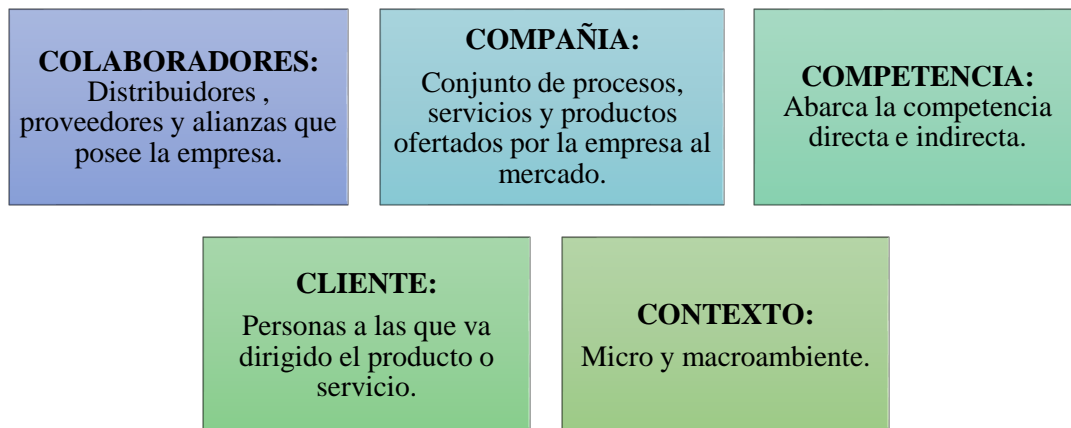 COLABORADORES:
Distribuidores ,
proveedores y alianzas que
posee la empresa.
COMPAÑIA:
Conjunto de procesos,
servicios y productos
ofertados por la empresa al
mercado.
COMPETENCIA:
Abarca la competencia
directa e indirecta.
CLIENTE:
Personas a las que va
dirigido el producto o
servicio.
CONTEXTO:
Micro y macroambiente.